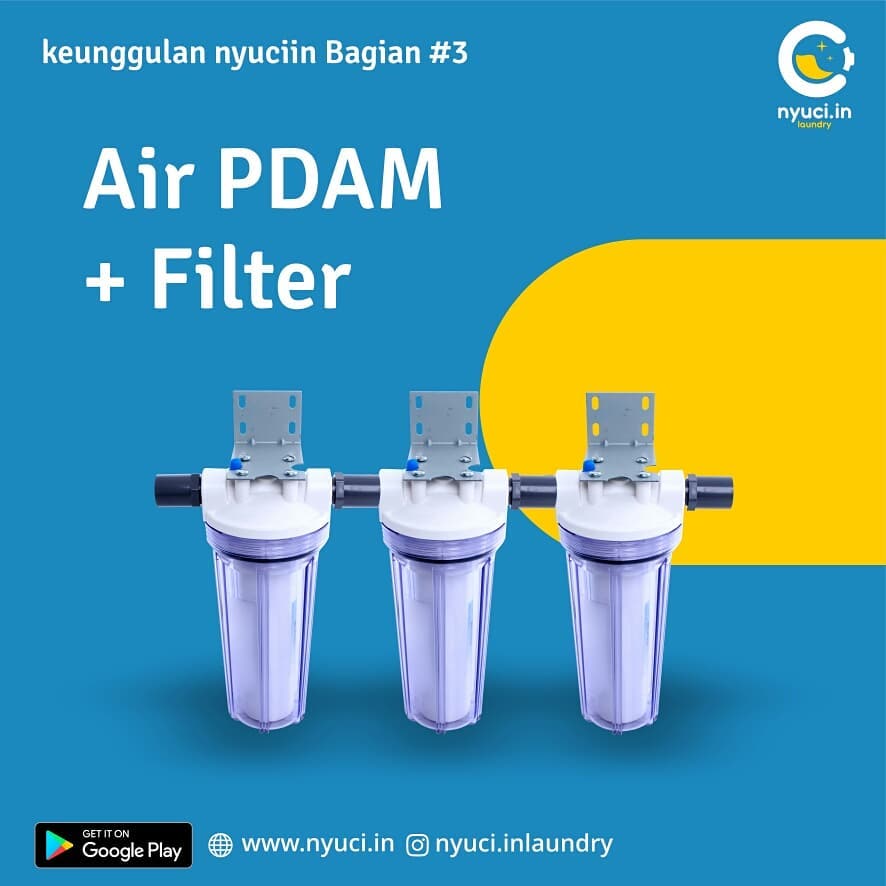 keunggulan nyuciin Bagian #3
nyuci.in
laundry
Air PDAM
+ Filter
GET IT ON
Google Play
www.nyuci.in
nyuci.inlaundry